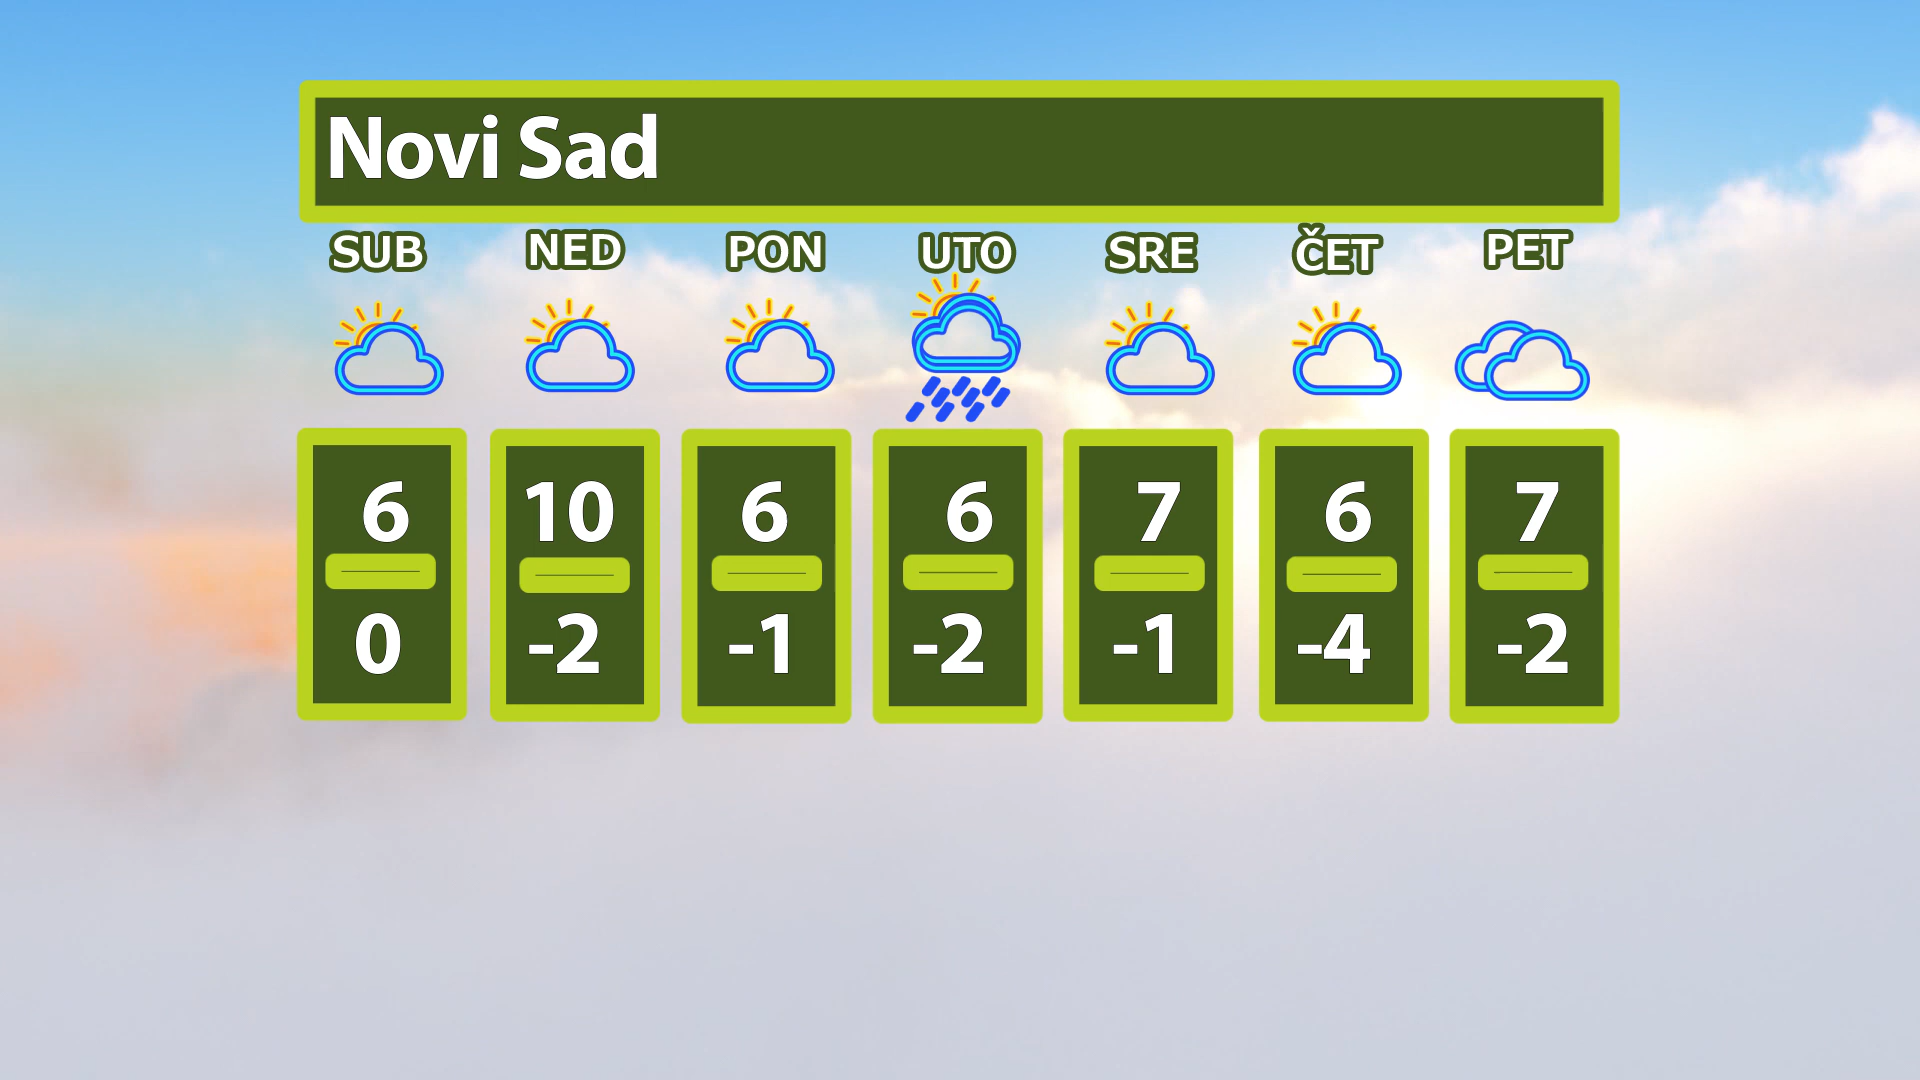 Novi Sad
SUB NED PON UTO SRE ČET PET
6 10 6 6 7 6 7
0 -2 -1 -2 -1 -4 -2